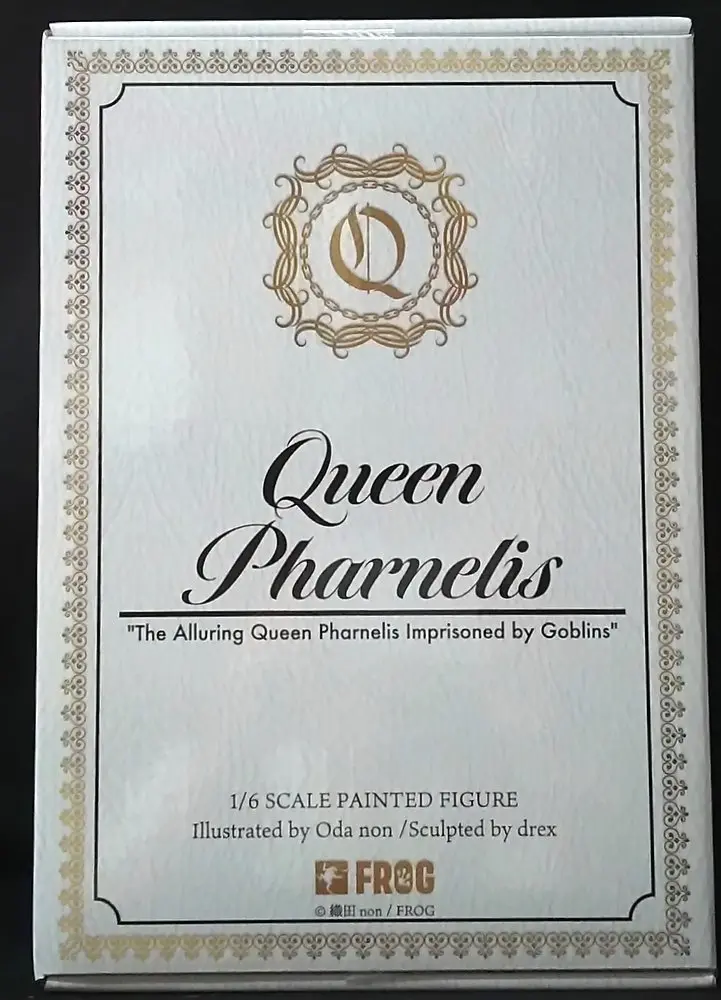 Q
Queen
Pharnelis
"The Alluring Queen Pharnelis Imprisoned by Goblins"
1/6 SCALE PAINTED FIGURE
Illustrated by Oda non /Sculpted by drex
FROG
© 織田 non / FROG